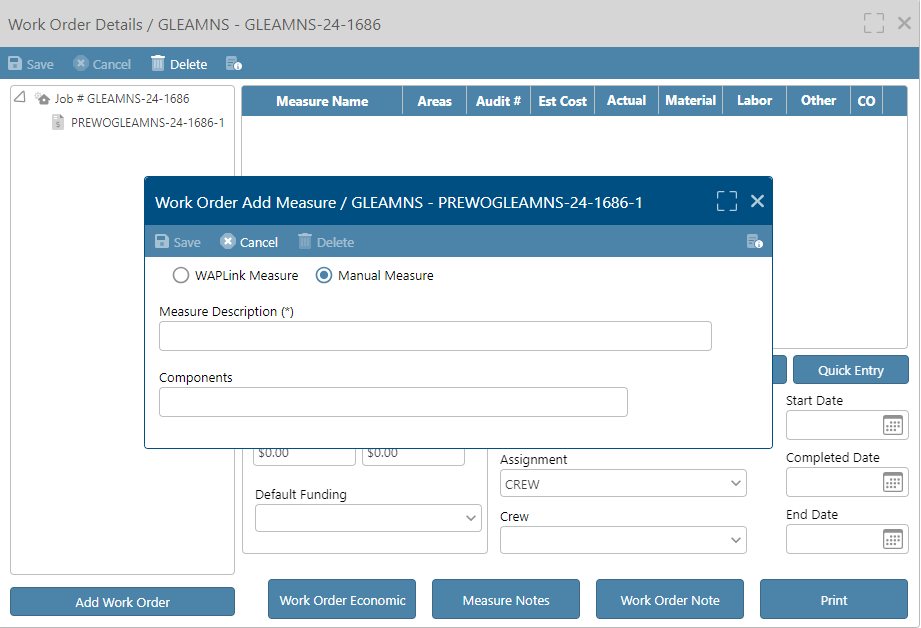 Work Order Details / GLEAMNS - GLEAMNS-24-1686
Save Cancel Delete
Job # GLEAMNS-24-1686
PREWOGLEAMNS-24-1686-1
Measure Name Areas Audit # Est Cost Actual Material Labor Other CO
Work Order Add Measure / GLEAMNS - PREWOGLEAMNS-24-1686-1
Save Cancel Delete
WAPLink Measure Manual Measure
Measure Description (*)
Components
Quick Entry
Start Date
$0.00 $0.00
Assignment
Completed Date
CREW
Default Funding
Crew
End Date
Add Work Order
Work Order Economic
Measure Notes
Work Order Note
Print